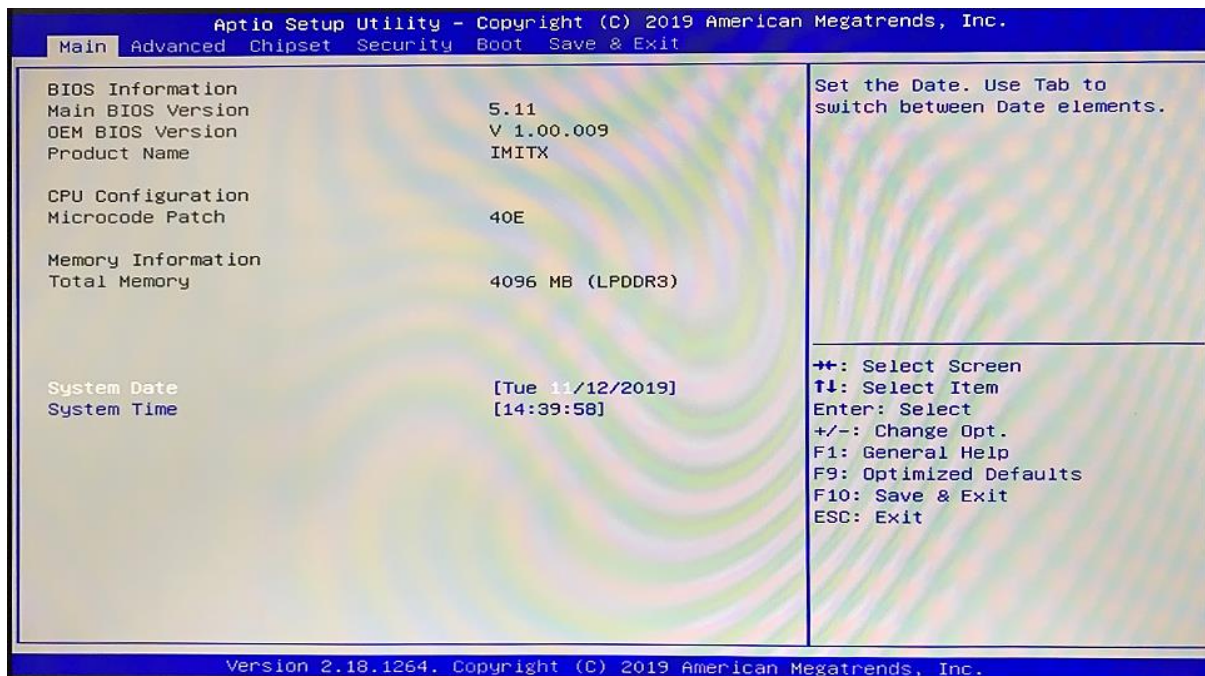 Aptio Setup Utility – Copyright (C) 2019 American Megatrends, Inc.
Main Advanced Chipset Security Boot Save & Exit
BIOS Information
Main BIOS Version 5.11
OEM BIOS Version V 1.00.009
Product Name IMITX
CPU Configuration
Microcode Patch 40E
Memory Information
Total Memory 4096 MB (LPDDR3)
System Date [Tue 11/12/2019]
System Time [14:39:58]
Set the Date. Use Tab to
switch between Date elements.
→←: Select Screen
↑↓: Select Item
Enter: Select
+/-: Change Opt.
F1: General Help
F9: Optimized Defaults
F10: Save & Exit
ESC: Exit
Version 2.18.1264. Copyright (C) 2019 American Megatrends, Inc.